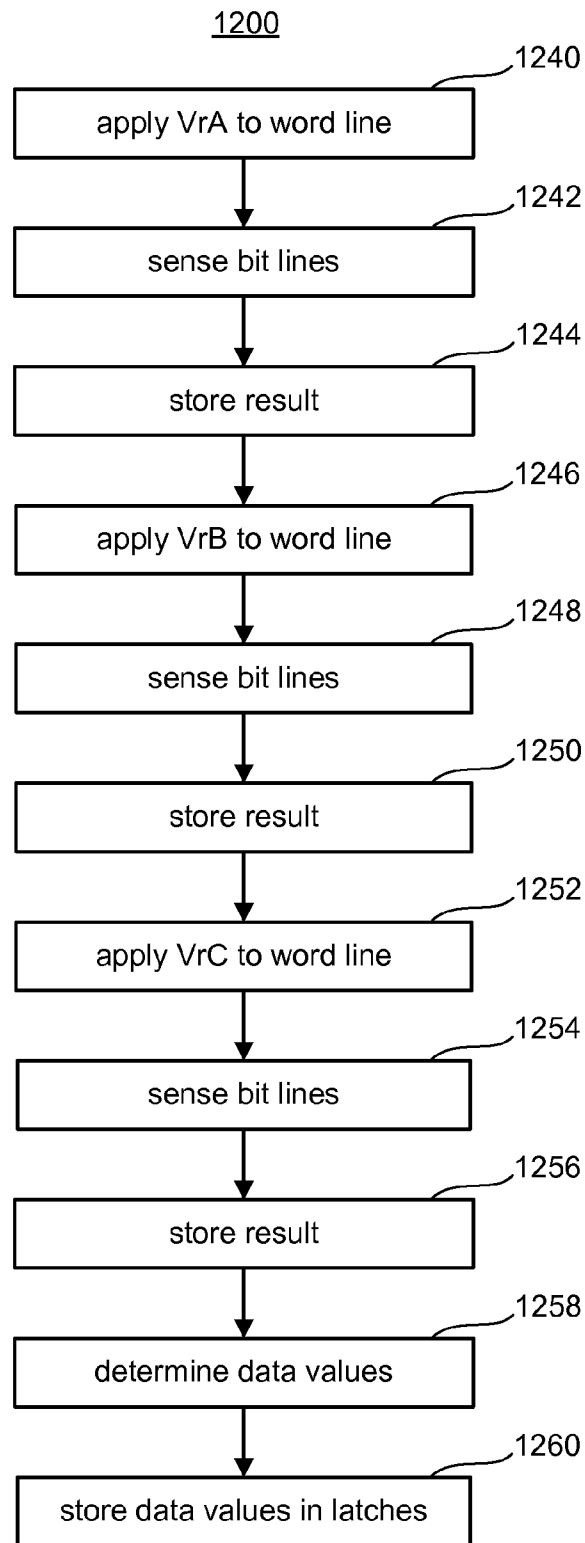 1200
1240
apply VrA to word line
1242
sense bit lines
1244
store result
1246
apply VrB to word line
1248
sense bit lines
1250
store result
1252
apply VrC to word line
1254
sense bit lines
1256
store result
1258
determine data values
1260
store data values in latches